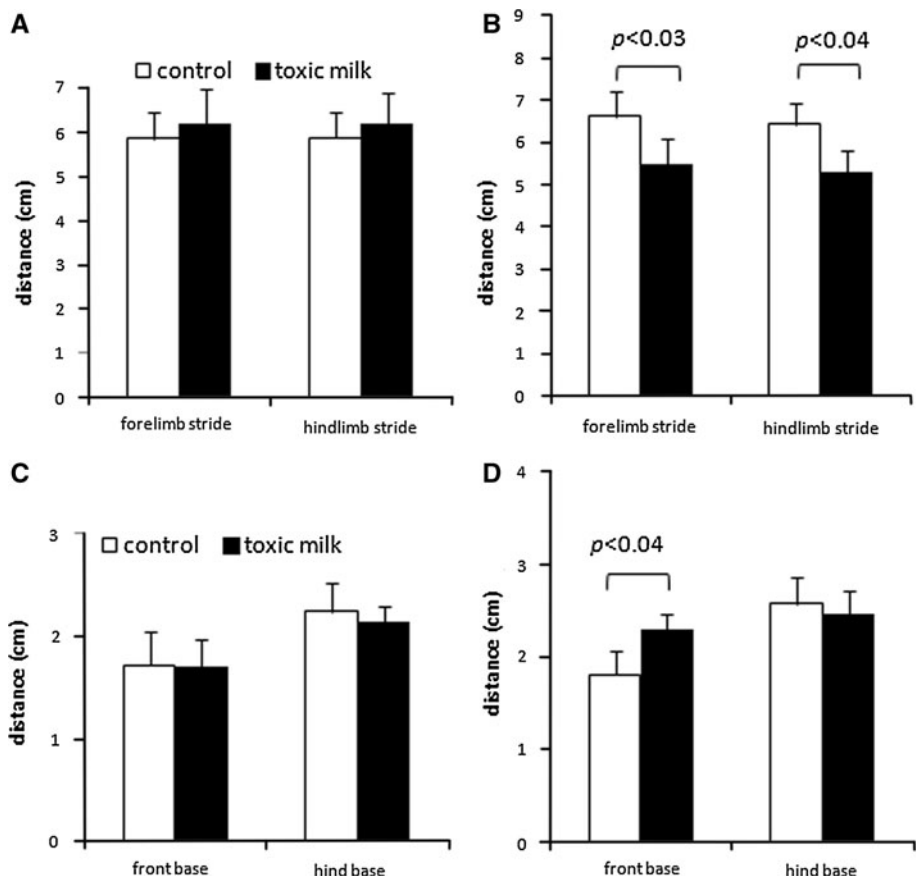 A
control toxic milk
7
6
5
4
3
2
1
0
distance (cm)
forelimb stride hindlimb stride
B
p<0.03 p<0.04
9
8
7
6
5
4
3
2
1
0
distance (cm)
forelimb stride hindlimb stride
C
control toxic milk
3
2
1
0
distance (cm)
front base hind base
D
p<0.04
4
3
2
1
0
distance (cm)
front base hind base